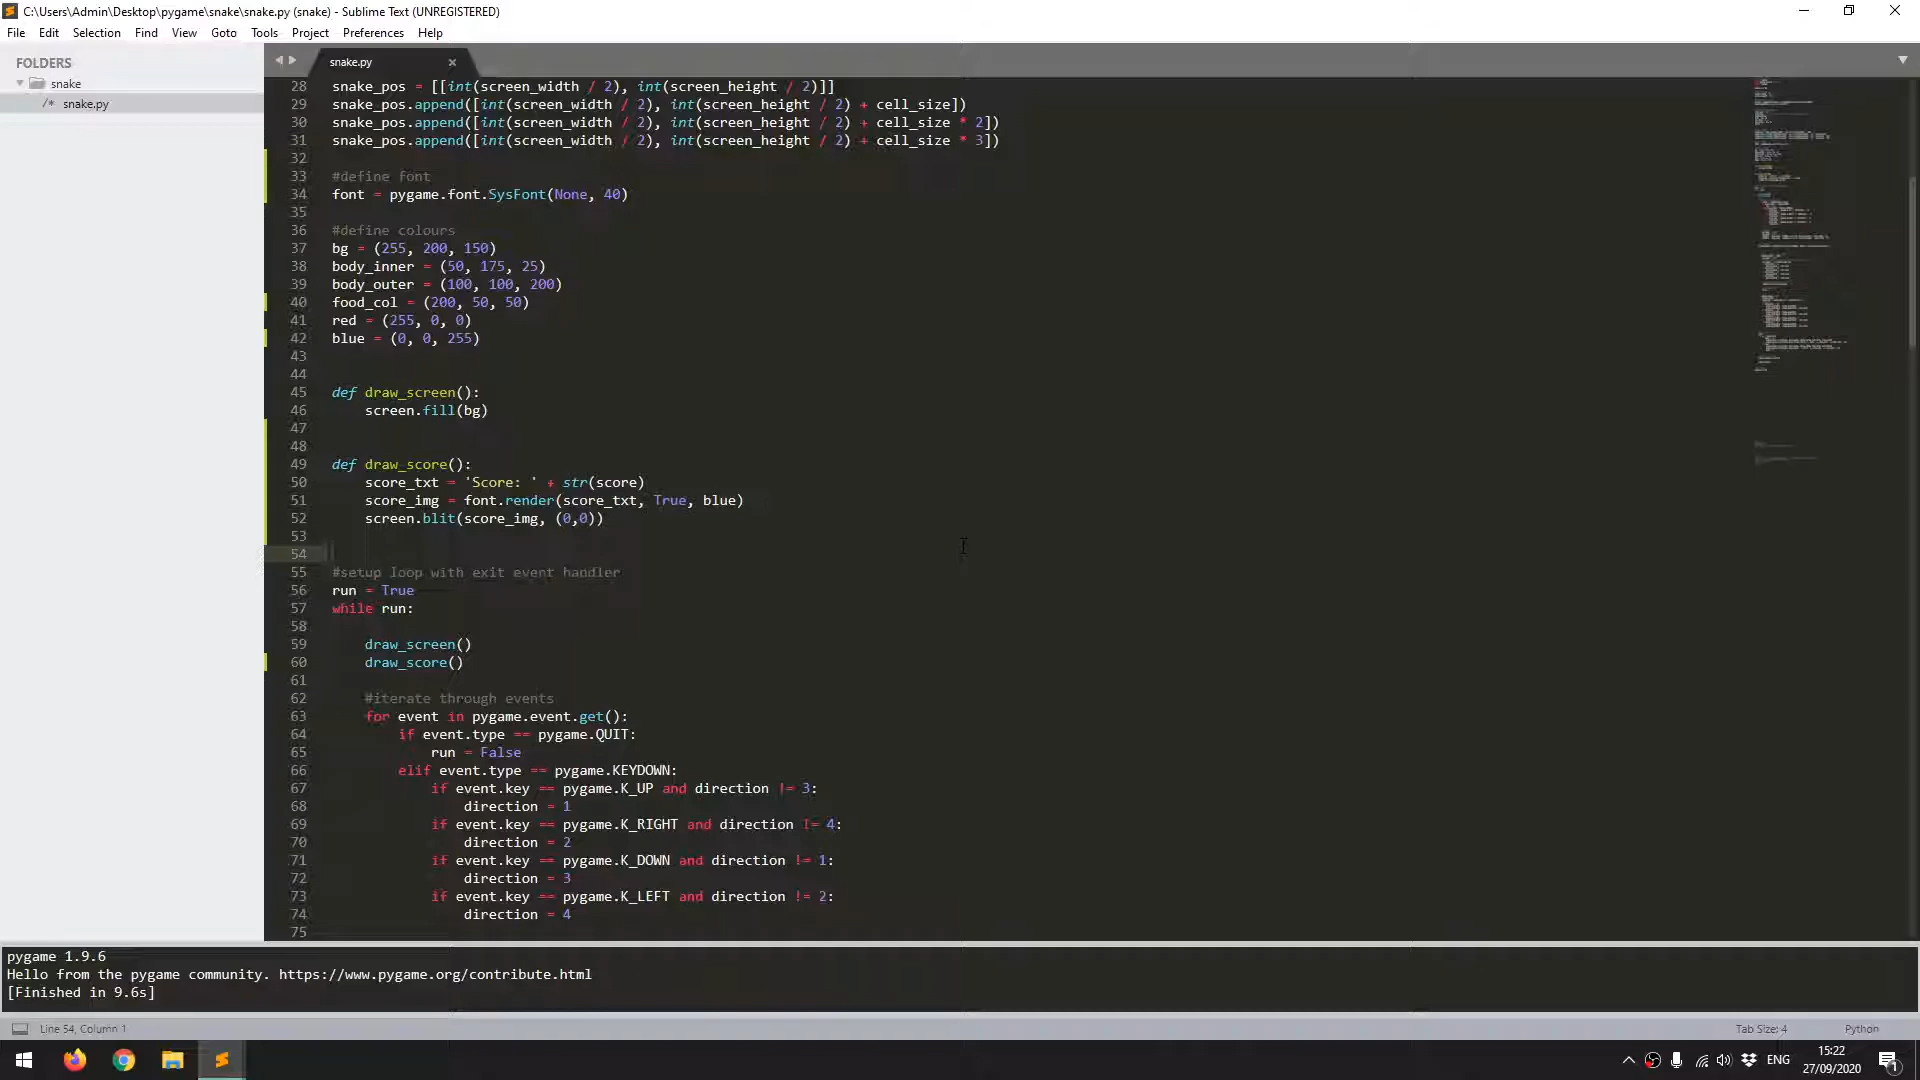 C:\Users\Admin\Desktop\pygame\snake\snake.py (snake) - Sublime Text (UNREGISTERED)
File Edit Selection Find View Goto Tools Project Preferences Help
FOLDERS
snake
/* snake.py
snake.py
28 snake_pos = [[int(screen_width / 2), int(screen_height / 2)]]
29 snake_pos.append([int(screen_width / 2), int(screen_height / 2) + cell_size])
30 snake_pos.append([int(screen_width / 2), int(screen_height / 2) + cell_size * 2])
31 snake_pos.append([int(screen_width / 2), int(screen_height / 2) + cell_size * 3])
32
33 #define font
34 font = pygame.font.SysFont(None, 40)
35
36 #define colours
37 bg = (255, 200, 150)
38 body_inner = (50, 175, 25)
39 body_outer = (100, 100, 200)
40 food_col = (200, 50, 50)
41 red = (255, 0, 0)
42 blue = (0, 0, 255)
43
44
45 def draw_screen():
46 screen.fill(bg)
47
48
49 def draw_score():
50 score_txt = 'Score: ' + str(score)
51 score_img = font.render(score_txt, True, blue)
52 screen.blit(score_img, (0,0))
53
54
55 #setup loop with exit event handler
56 run = True
57 while run:
58
59 draw_screen()
60 draw_score()
61
62 #iterate through events
63 for event in pygame.event.get():
64 if event.type == pygame.QUIT:
65 run = False
66 elif event.type == pygame.KEYDOWN:
67 if event.key == pygame.K_UP and direction != 3:
68 direction = 1
69 if event.key == pygame.K_RIGHT and direction != 4:
70 direction = 2
71 if event.key == pygame.K_DOWN and direction != 1:
72 direction = 3
73 if event.key == pygame.K_LEFT and direction != 2:
74 direction = 4
75
pygame 1.9.6
Hello from the pygame community. https://www.pygame.org/contribute.html
[Finished in 9.6s]
Line 54, Column 1 Tab Size: 4 Python
ENG 15:22
27/09/2020
1